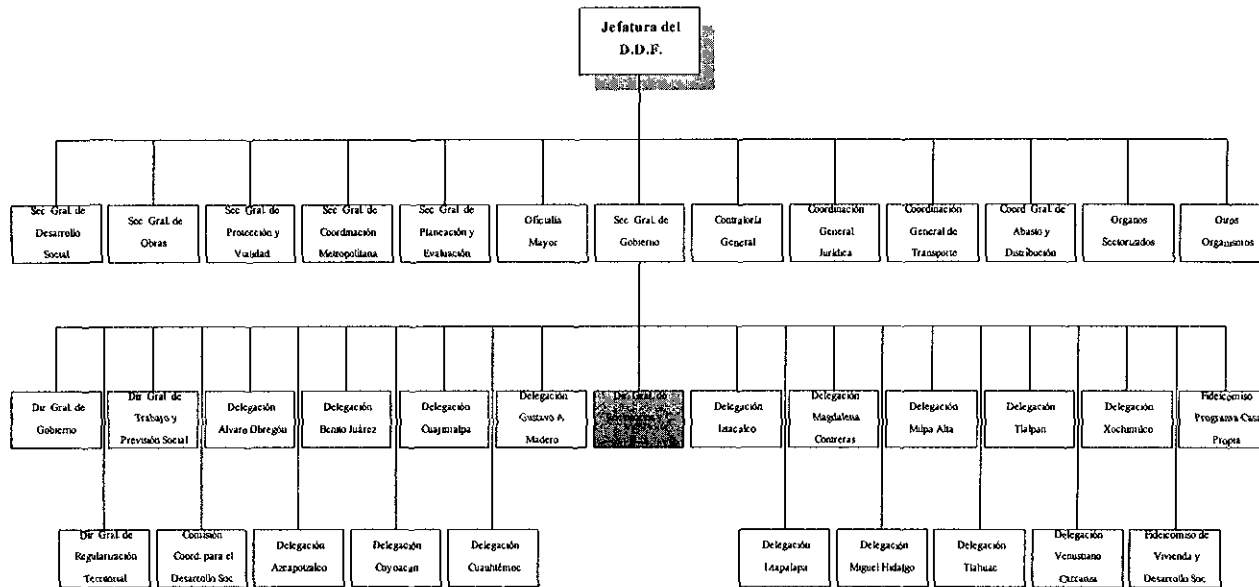 Jefatura del
D.D.F.
Sec Gral. de
Desarrollo
Social
Sec Gral. de
Obras
Sec Gral. de
Protección y
Vialidad
Sec Gral. de
Coordinación
Metropolitana
Sec Gral. de
Planeación y
Evaluación
Oficialía
Mayor
Sec Gral. de
Gobierno
Contraloría
General
Coordinación
General
Jurídica
Coordinación
General de
Transporte
Coord Gral. de
Abasto y
Distribución
Organos
Sectorizados
Otros
Organismos
Dir Gral. de
Gobierno
Dir Gral. de
Trabajo y
Previsión Social
Delegación
Alvaro Obregón
Delegación
Benito Juárez
Delegación
Cuajimalpa
Delegación
Gustavo A.
Madero
Dir Gral. de
Delegación
Iztacalco
Delegación
Magdalena
Contreras
Delegación
Milpa Alta
Delegación
Tlalpan
Delegación
Xochimilco
Fideicomiso
Programa Casa
Propia
Dir Gral. de
Regularización
Territorial
Comisión
Coord. para el
Desarrollo Soc
Delegación
Azcapotzalco
Delegación
Coyoacan
Delegación
Cuauhtémoc
Delegación
Iztapalapa
Delegación
Miguel Hidalgo
Delegación
Tlahuac
Delegación
Venustiano
Carranza
Fideicomiso de
Vivienda y
Desarrollo Soc